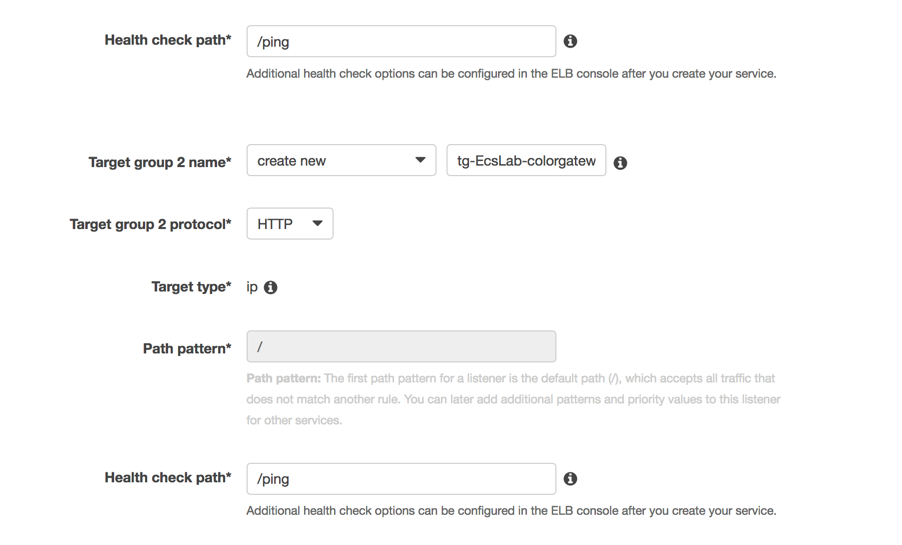 Health check path* /ping
Additional health check options can be configured in the ELB console after you create your service.
Target group 2 name* create new tg-EcsLab-colorgatew
Target group 2 protocol* HTTP
Target type* ip
Path pattern* /
Path pattern: The first path pattern for a listener is the default path (/), which accepts all traffic that
does not match another rule. You can later add additional patterns and priority values to this listener
for other services.
Health check path* /ping
Additional health check options can be configured in the ELB console after you create your service.